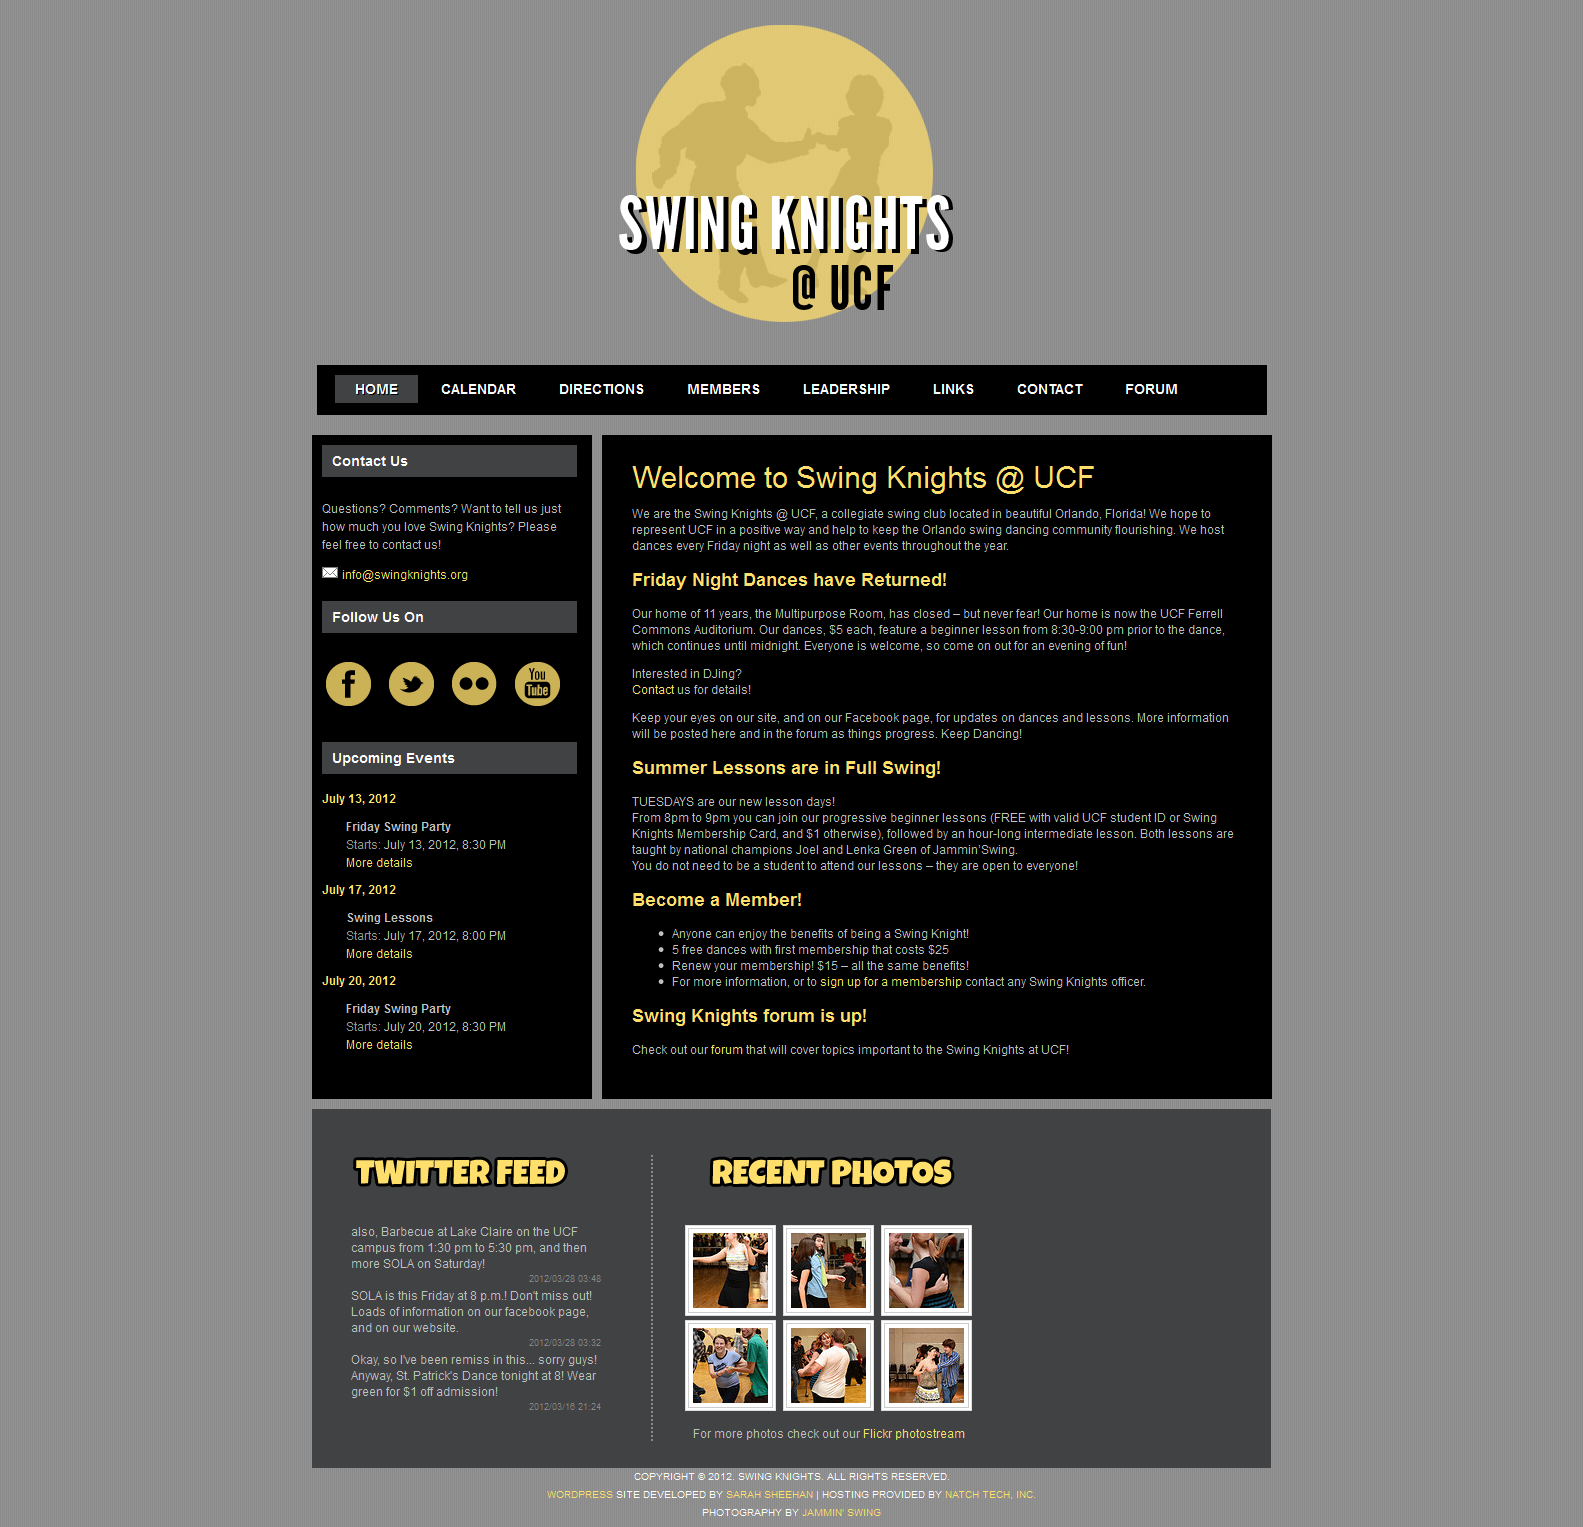 SWING KNIGHTS
@ UCF
HOME CALENDAR DIRECTIONS MEMBERS LEADERSHIP LINKS CONTACT FORUM
Contact Us
Questions? Comments? Want to tell us just
how much you love Swing Knights? Please
feel free to contact us!
info@swingknights.org
Follow Us On
You
Tube
Upcoming Events
July 13, 2012
Friday Swing Party
Starts: July 13, 2012, 8:30 PM
More details
July 17, 2012
Swing Lessons
Starts: July 17, 2012, 8:00 PM
More details
July 20, 2012
Friday Swing Party
Starts: July 20, 2012, 8:30 PM
More details
Welcome to Swing Knights @ UCF
We are the Swing Knights @ UCF, a collegiate swing club located in beautiful Orlando, Florida! We hope to
represent UCF in a positive way and help to keep the Orlando swing dancing community flourishing. We host
dances every Friday night as well as other events throughout the year.
Friday Night Dances have Returned!
Our home of 11 years, the Multipurpose Room, has closed – but never fear! Our home is now the UCF Ferrell
Commons Auditorium. Our dances, $5 each, feature a beginner lesson from 8:30-9:00 pm prior to the dance,
which continues until midnight. Everyone is welcome, so come on out for an evening of fun!
Interested in DJing?
Contact us for details!
Keep your eyes on our site, and on our Facebook page, for updates on dances and lessons. More information
will be posted here and in the forum as things progress. Keep Dancing!
Summer Lessons are in Full Swing!
TUESDAYS are our new lesson days!
From 8pm to 9pm you can join our progressive beginner lessons (FREE with valid UCF student ID or Swing
Knights Membership Card, and $1 otherwise), followed by an hour-long intermediate lesson. Both lessons are
taught by national champions Joel and Lenka Green of Jammin'Swing.
You do not need to be a student to attend our lessons – they are open to everyone!
Become a Member!
• Anyone can enjoy the benefits of being a Swing Knight!
• 5 free dances with first membership that costs $25
• Renew your membership! $15 – all the same benefits!
• For more information, or to sign up for a membership contact any Swing Knights officer.
Swing Knights forum is up!
Check out our forum that will cover topics important to the Swing Knights at UCF!
TWITTER FEED
also, Barbecue at Lake Claire on the UCF
campus from 1:30 pm to 5:30 pm, and then
more SOLA on Saturday!
2012/03/28 03:48
SOLA is this Friday at 8 p.m.! Don't miss out!
Loads of information on our facebook page,
and on our website.
2012/03/28 03:32
Okay, so I've been remiss in this... sorry guys!
Anyway, St. Patrick's Dance tonight at 8! Wear
green for $1 off admission!
2012/03/16 21:24
RECENT PHOTOS
For more photos check out our Flickr photostream
COPYRIGHT © 2012. SWING KNIGHTS. ALL RIGHTS RESERVED.
WORDPRESS SITE DEVELOPED BY SARAH SHEEHAN | HOSTING PROVIDED BY NATCH TECH, INC.
PHOTOGRAPHY BY JAMMIN' SWING